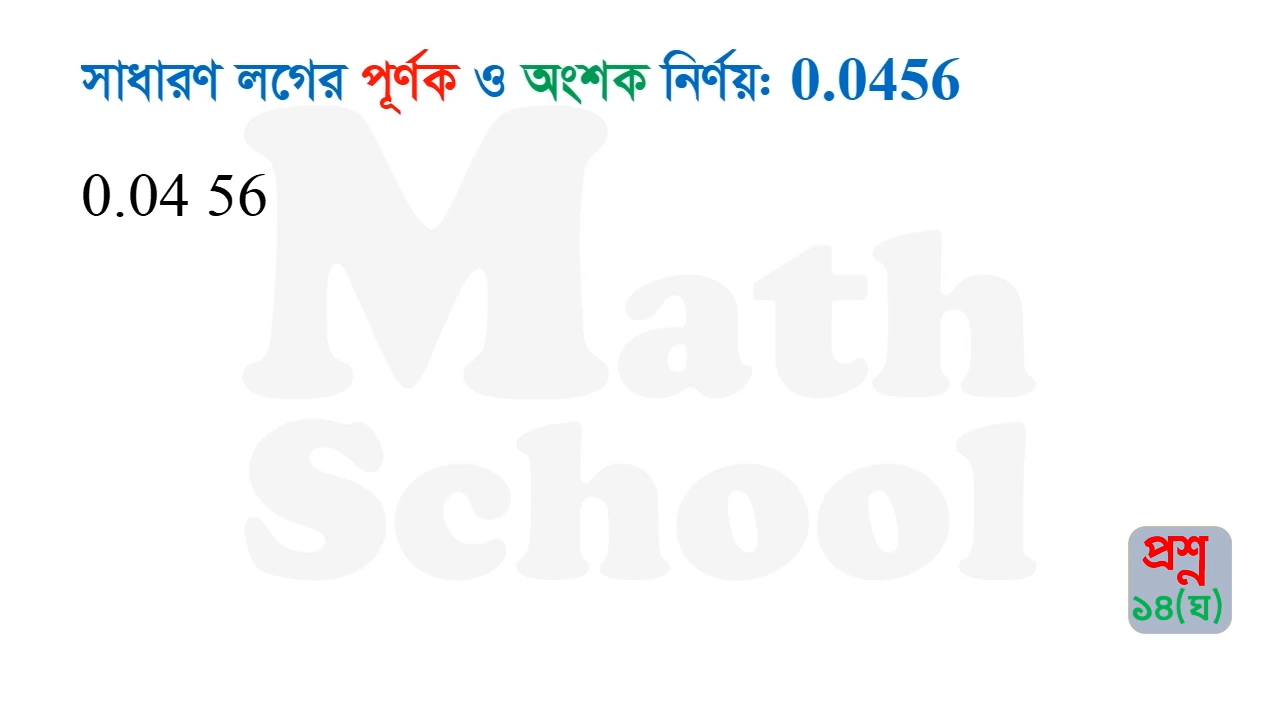 সাধারণ লগের পূর্ণক ও অংশক নির্ণয়ঃ 0.0456
0.04 56
Math
School
প্রশ্ন
১৪(ঘ)